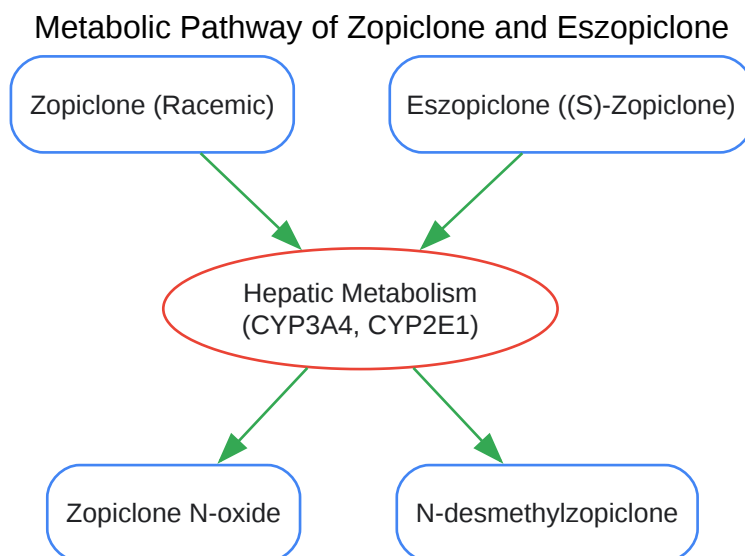 Metabolic Pathway of Zopiclone and Eszopiclone
Zopiclone (Racemic)
Eszopiclone ((S)-Zopiclone)
Hepatic Metabolism
(CYP3A4, CYP2E1)
Zopiclone N-oxide
N-desmethylzopiclone